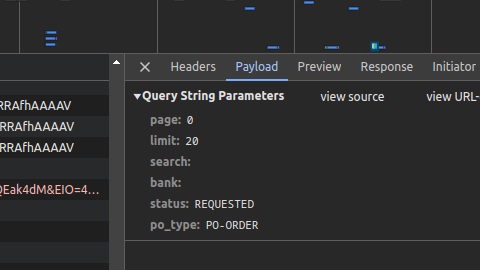 Headers Payload Preview Response Initiator
RRAfhAAAAV
RRAfhAAAAV
RRAfhAAAAV
QEak4dM&EIO=4…
Query String Parameters view source view URL-
page: 0
limit: 20
search:
bank:
status: REQUESTED
po_type: PO-ORDER